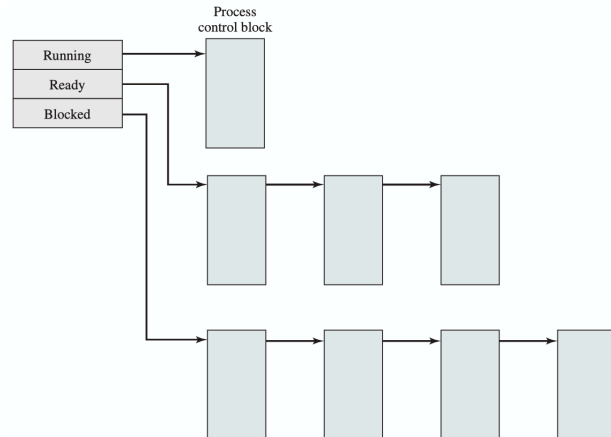 Process
control block
Running
Ready
Blocked